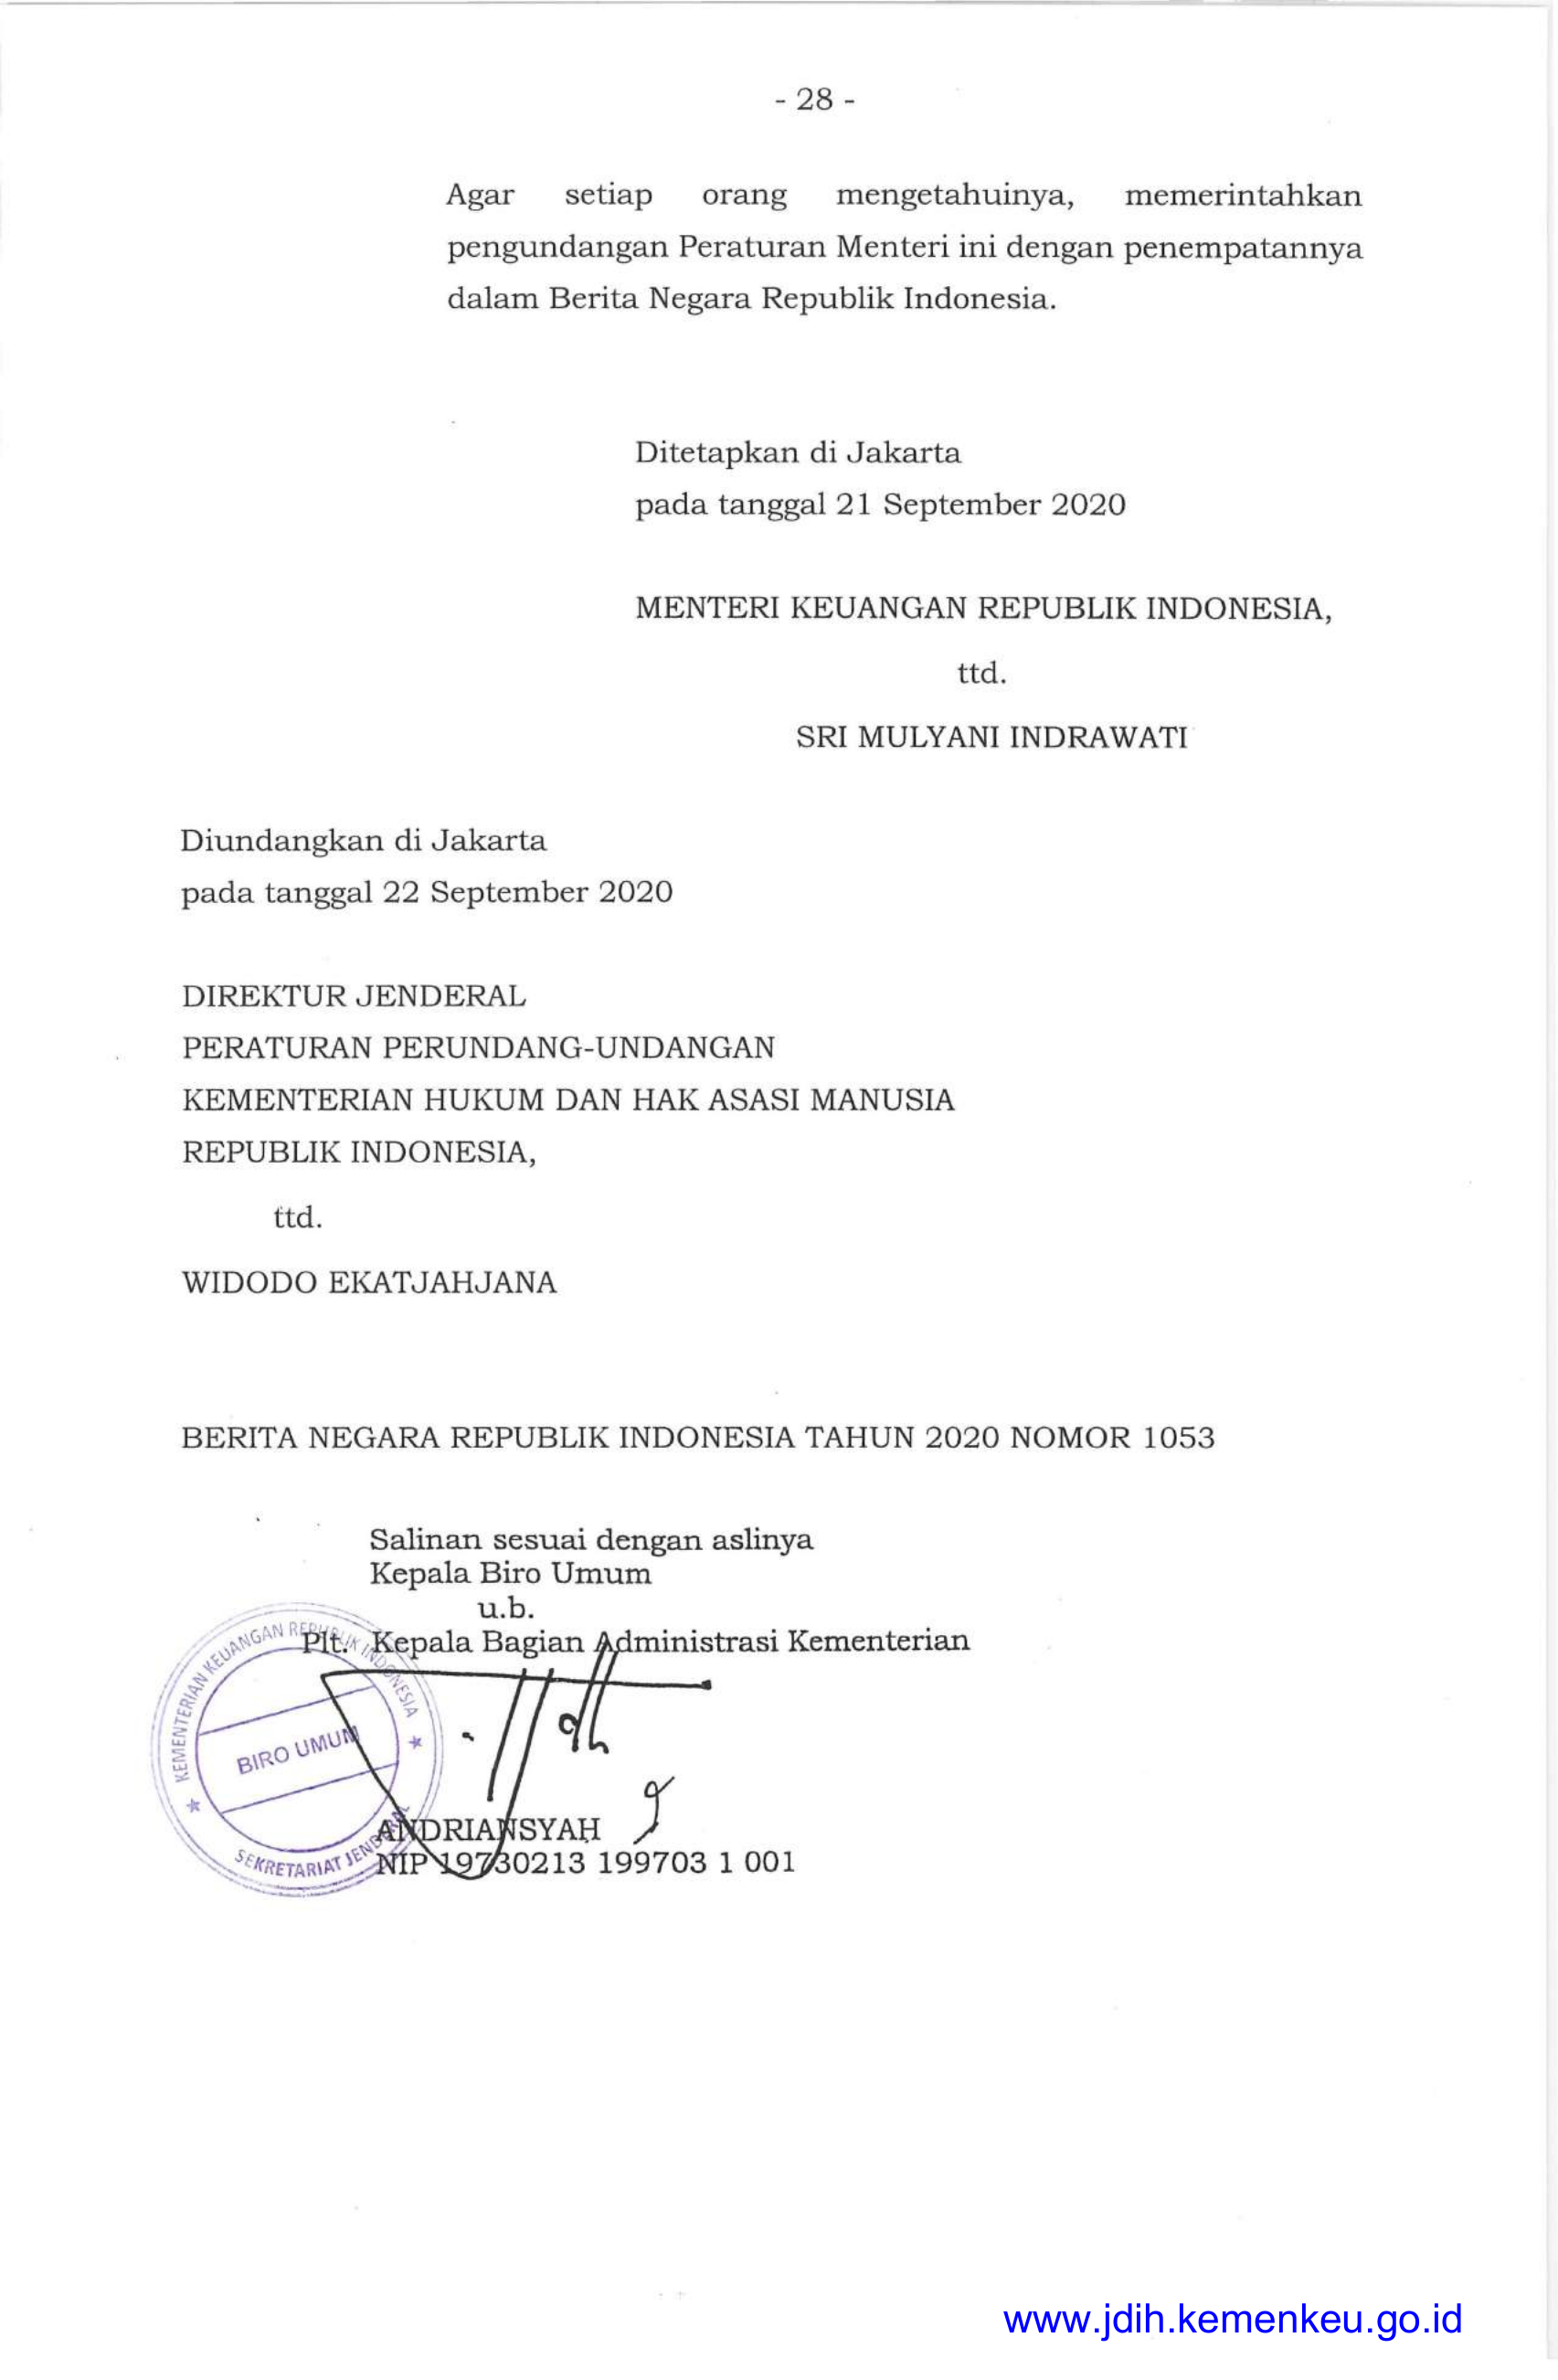 - 28 -
Agar setiap orang mengetahuinya, memerintahkan
pengundangan Peraturan Menteri ini dengan penempatannya
dalam Berita Negara Republik Indonesia.
Ditetapkan di Jakarta
pada tanggal 21 September 2020
MENTERI KEUANGAN REPUBLIK INDONESIA,
ttd.
SRI MULYANI INDRAWATI
Diundangkan di Jakarta
pada tanggal 22 September 2020
DIREKTUR JENDERAL
PERATURAN PERUNDANG-UNDANGAN
KEMENTERIAN HUKUM DAN HAK ASASI MANUSIA
REPUBLIK INDONESIA,
ttd.
WIDODO EKATJAHJANA
BERITA NEGARA REPUBLIK INDONESIA TAHUN 2020 NOMOR 1053
Salinan sesuai dengan aslinya
Kepala Biro Umum
u.b.
Plt. Kepala Bagian Administrasi Kementerian
KEMENTERIAN KEUANGAN REPUBLIK INDONESIA
BIRO UMUM
SEKRETARIAT JENDERAL
ANDRIANSYAH
NIP 19730213 199703 1 001
www.jdih.kemenkeu.go.id